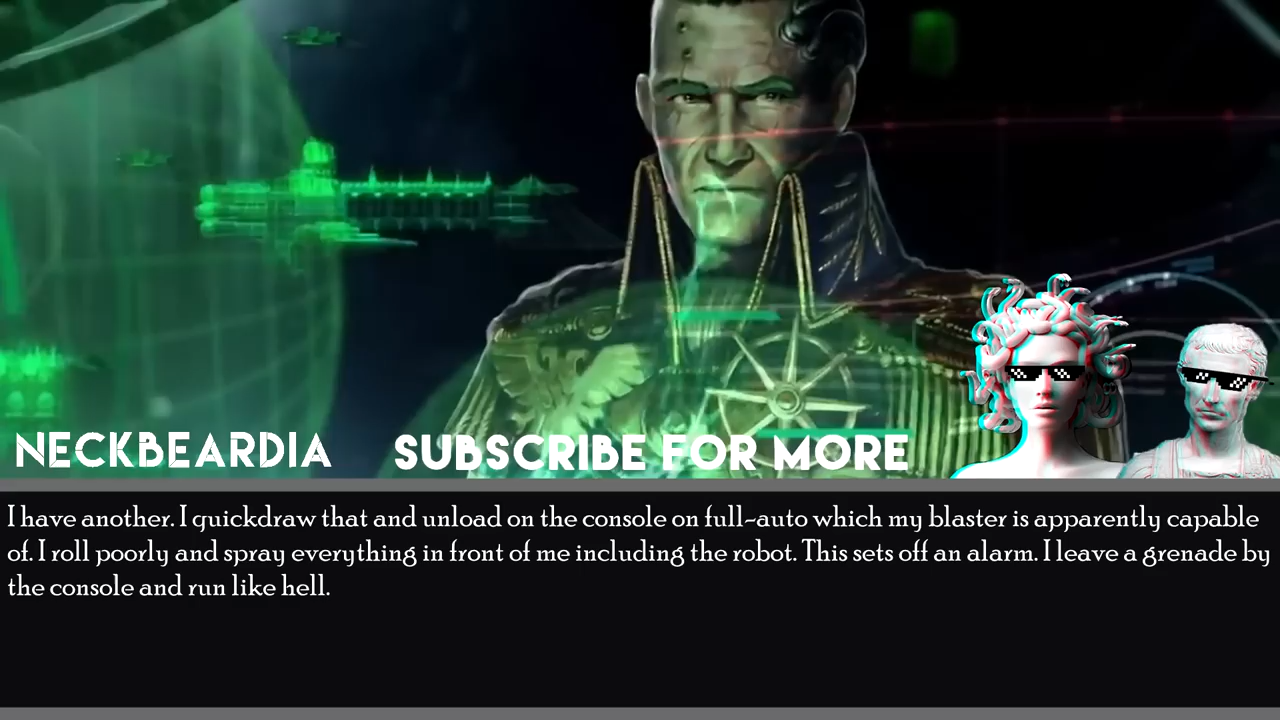 NECKBEARDIA
SUBSCRIBE FOR MORE
I have another. I quickdraw that and unload on the console on full-auto which my blaster is apparently capable
of. I roll poorly and spray everything in front of me including the robot. This sets off an alarm. I leave a grenade by
the console and run like hell.